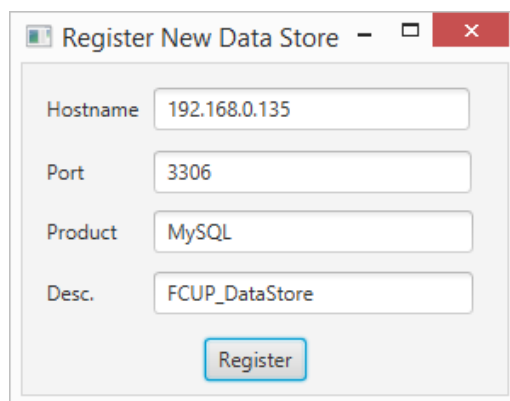 Register New Data Store
Hostname 192.168.0.135
Port 3306
Product MySQL
Desc. FCUP_DataStore
Register